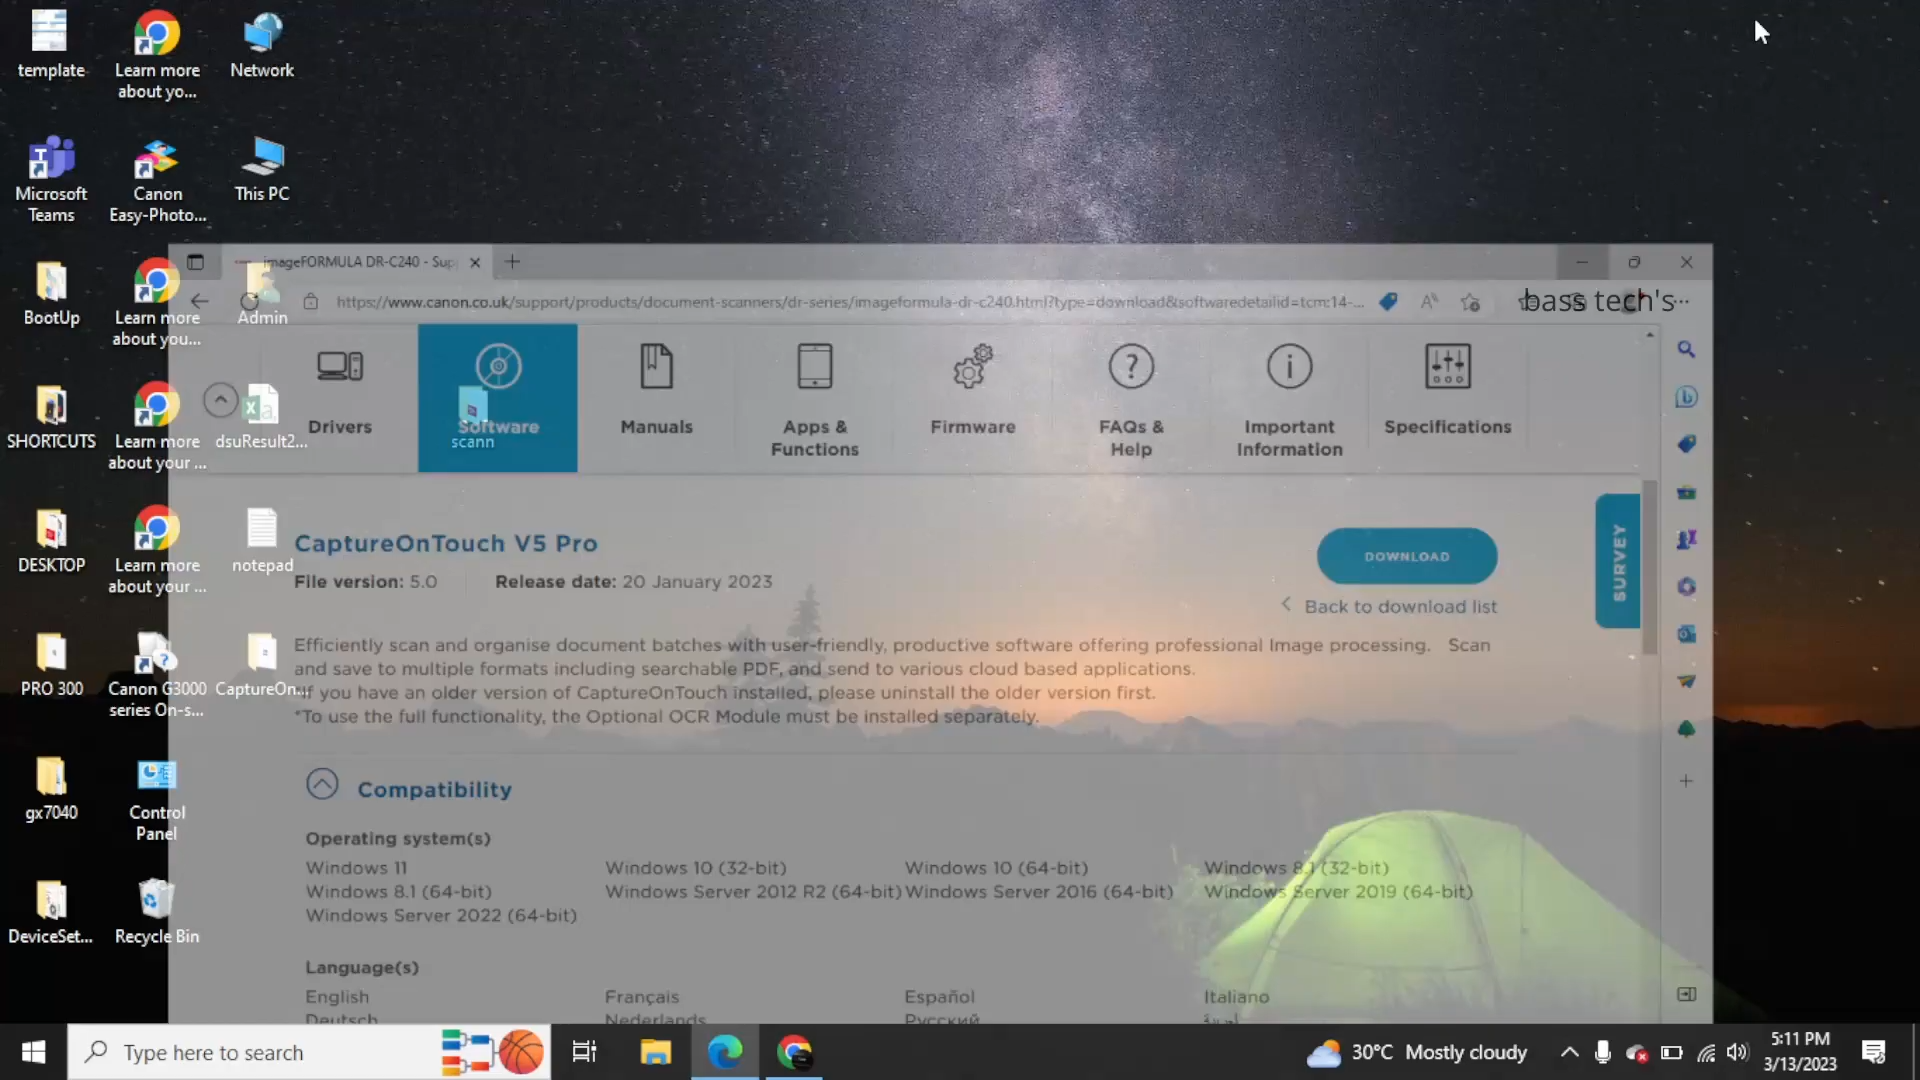 template
Learn more
about yo...
Network
Microsoft
Teams
Canon
Easy-Photo...
This PC
BootUp
Learn more
about you...
Admin
SHORTCUTS
Learn more
about your ...
dsuResult2...
scann
DESKTOP
Learn more
about your ...
notepad
PRO 300
Canon G3000
series On-s...
CaptureOn...
gx7040
Control
Panel
DeviceSet...
Recycle Bin
imageFORMULA DR-C240 - Sup
https://www.canon.co.uk/support/products/document-scanners/dr-series/imageformula-dr-c240.html?type=download&softwaredetailid=tcm:14-...
bass tech's
Drivers
Software
Manuals
Apps &
Functions
Firmware
FAQs &
Help
Important
Information
Specifications
CaptureOnTouch V5 Pro
DOWNLOAD
SURVEY
File version: 5.0 Release date: 20 January 2023
Back to download list
Efficiently scan and organise document batches with user-friendly, productive software offering professional Image processing. Scan
and save to multiple formats including searchable PDF, and send to various cloud based applications.
*If you have an older version of CaptureOnTouch installed, please uninstall the older version first.
*To use the full functionality, the Optional OCR Module must be installed separately.
Compatibility
Operating system(s)
Windows 11 Windows 10 (32-bit) Windows 10 (64-bit) Windows 8.1 (32-bit)
Windows 8.1 (64-bit) Windows Server 2012 R2 (64-bit) Windows Server 2016 (64-bit) Windows Server 2019 (64-bit)
Windows Server 2022 (64-bit)
Language(s)
English Français Español Italiano
Deutsch Nederlands Русский
Type here to search
30°C Mostly cloudy
5:11 PM
3/13/2023